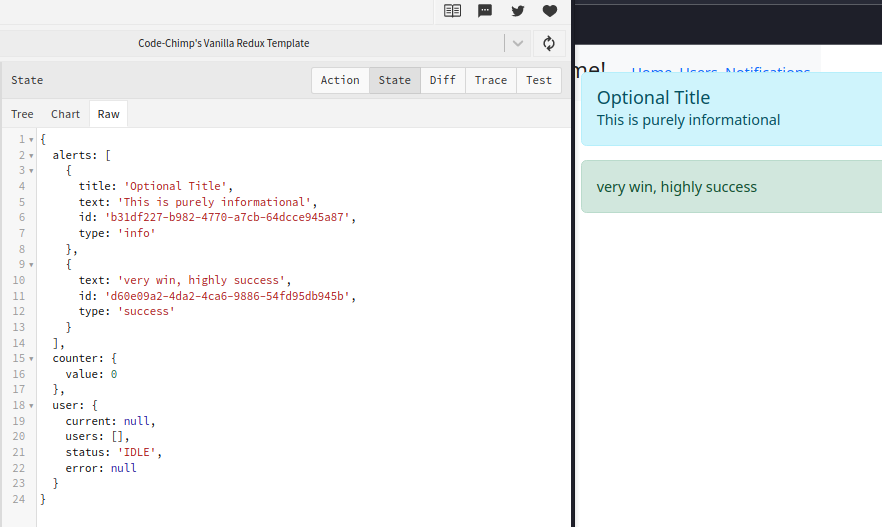 Code-Chimp's Vanilla Redux Template
State
Action State Diff Trace Test
Tree Chart Raw
1 {
2 alerts: [
3 {
4 title: 'Optional Title',
5 text: 'This is purely informational',
6 id: 'b31df227-b982-4770-a7cb-64dcce945a87',
7 type: 'info'
8 },
9 {
10 text: 'very win, highly success',
11 id: 'd60e09a2-4da2-4ca6-9886-54fd95db945b',
12 type: 'success'
13 }
14 ],
15 counter: {
16 value: 0
17 },
18 user: {
19 current: null,
20 users: [],
21 status: 'IDLE',
22 error: null
23 }
24 }
me! Home Users Notifications
Optional Title
This is purely informational
very win, highly success